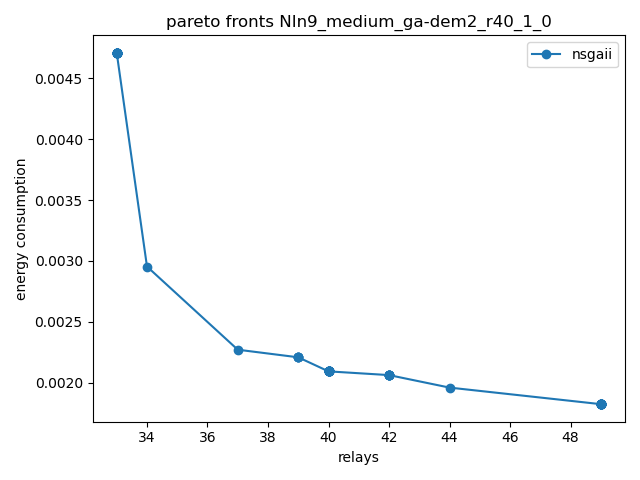 pareto fronts NIn9_medium_ga-dem2_r40_1_0
nsgaii
0.0045
0.0040
0.0035
0.0030
0.0025
0.0020
energy consumption
34 36 38 40 42 44 46 48
relays